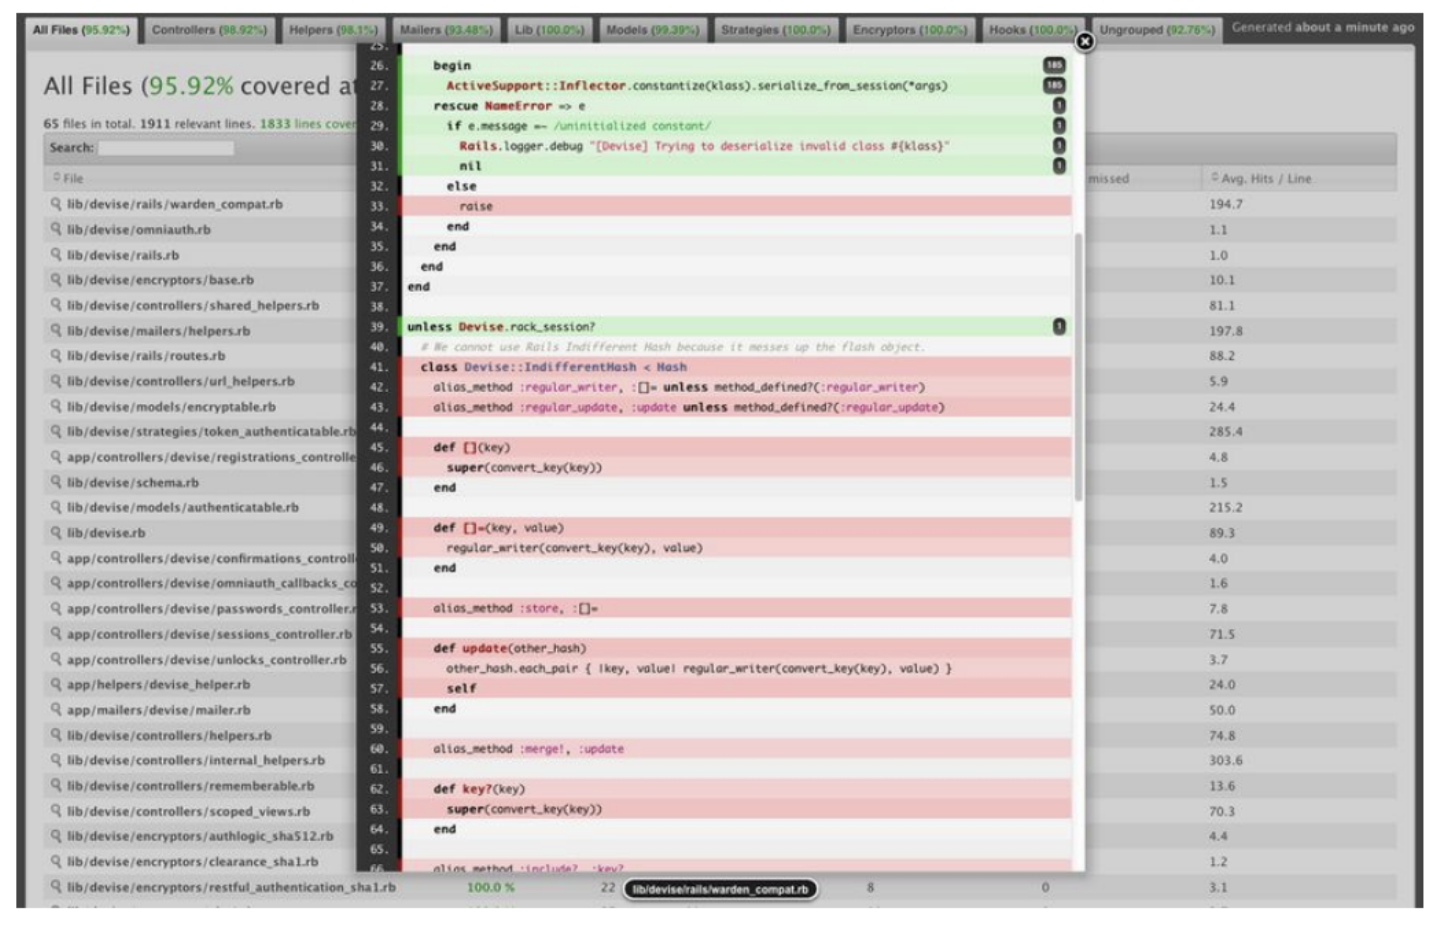 All Files (95.92%) Controllers (98.92%) Helpers (98.1%) Mailers (93.48%) Lib (100.0%) Models (99.39%) Strategies (100.0%) Encryptors (100.0%) Hooks (100.0%) Ungrouped (92.76%) Generated about a minute ago
All Files (95.92% covered at
65 files in total. 1911 relevant lines. 1833 lines cover
Search:
File missed Avg. Hits / Line
lib/devise/rails/warden_compat.rb 194.7
lib/devise/omniauth.rb 1.1
lib/devise/rails.rb 1.0
lib/devise/encryptors/base.rb 10.1
lib/devise/controllers/shared_helpers.rb 81.1
lib/devise/mailers/helpers.rb 197.8
lib/devise/rails/routes.rb 88.2
lib/devise/controllers/url_helpers.rb 5.9
lib/devise/models/encryptable.rb 24.4
lib/devise/strategies/token_authenticatable.rb 285.4
app/controllers/devise/registrations_controlle 4.8
lib/devise/schema.rb 1.5
lib/devise/models/authenticatable.rb 215.2
lib/devise.rb 89.3
app/controllers/devise/confirmations_controll 4.0
app/controllers/devise/omniauth_callbacks_co 1.6
app/controllers/devise/passwords_controller.r 7.8
app/controllers/devise/sessions_controller.rb 71.5
app/controllers/devise/unlocks_controller.rb 3.7
app/helpers/devise_helper.rb 24.0
app/mailers/devise/mailer.rb 50.0
lib/devise/controllers/helpers.rb 74.8
lib/devise/controllers/internal_helpers.rb 303.6
lib/devise/controllers/rememberable.rb 13.6
lib/devise/controllers/scoped_views.rb 70.3
lib/devise/encryptors/authlogic_sha512.rb 4.4
lib/devise/encryptors/clearance_sha1.rb 1.2
lib/devise/encryptors/restful_authentication_sha1.rb 100.0 % 22 8 0 3.1
25.
26. begin 185
27. ActiveSupport::Inflector.constantize(klass).serialize_from_session(*args) 185
28. rescue NameError => e 1
29. if e.message =~ /uninitialized constant/ 1
30. Rails.logger.debug "[Devise] Trying to deserialize invalid class #{klass}" 1
31. nil 1
32. else
33. raise
34. end
35. end
36. end
37. end
38.
39. unless Devise.rack_session? 1
40. # We cannot use Rails Indifferent Hash because it messes up the flash object.
41. class Devise::IndifferentHash < Hash
42. alias_method :regular_writer, :[]= unless method_defined?(:regular_writer)
43. alias_method :regular_update, :update unless method_defined?(:regular_update)
44.
45. def [](key)
46. super(convert_key(key))
47. end
48.
49. def []=(key, value)
50. regular_writer(convert_key(key), value)
51. end
52.
53. alias_method :store, :[]=
54.
55. def update(other_hash)
56. other_hash.each_pair { |key, value| regular_writer(convert_key(key), value) }
57. self
58. end
59.
60. alias_method :merge!, :update
61.
62. def key?(key)
63. super(convert_key(key))
64. end
65.
66. alias_method :include?, :key?
lib/devise/rails/warden_compat.rb